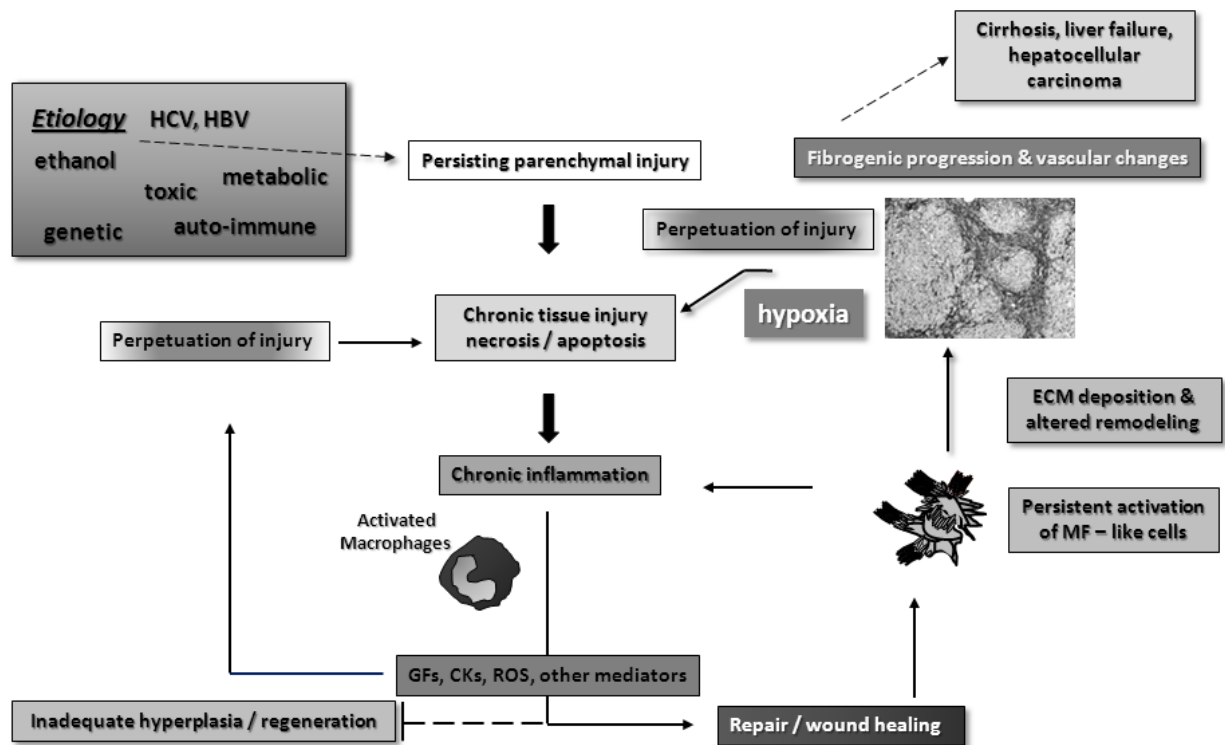 Cirrhosis, liver failure,
hepatocellular
carcinoma
Etiology HCV, HBV
ethanol
metabolic
toxic
genetic
auto-immune
Persisting parenchymal injury
Fibrogenic progression & vascular changes
Perpetuation of injury
hypoxia
Chronic tissue injury
necrosis / apoptosis
Perpetuation of injury
ECM deposition &
altered remodeling
Chronic inflammation
Persistent activation
of MF – like cells
Activated
Macrophages
GFs, CKs, ROS, other mediators
Inadequate hyperplasia / regeneration
Repair / wound healing